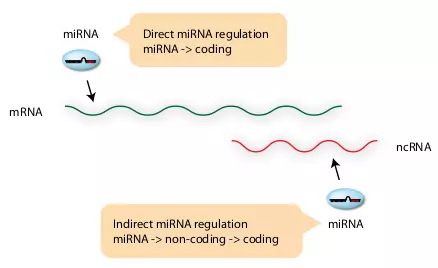 miRNA
Direct miRNA regulation
miRNA -> coding
mRNA
ncRNA
Indirect miRNA regulation
miRNA -> non-coding -> coding
miRNA